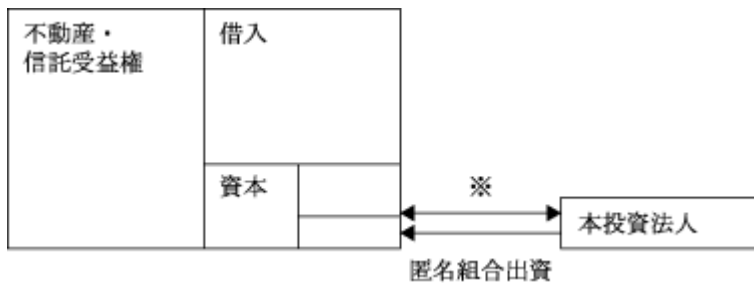 不動産・
信託受益権
借入
資本
※
本投資法人
匿名組合出資